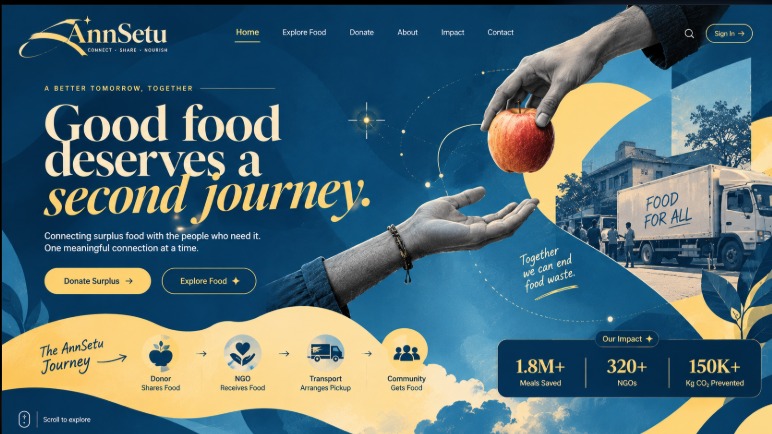 AnnSetu
CONNECT • SHARE • NOURISH
Home
Explore Food
Donate
About
Impact
Contact
Sign In →
A BETTER TOMORROW, TOGETHER
Good food
deserves a
second journey.
Connecting surplus food with the people who need it.
One meaningful connection at a time.
Donate Surplus →
Explore Food
FOOD
FOR ALL
Together
we can end
food waste.
The AnnSetu
Journey
Donor
Shares Food
NGO
Receives Food
Transport
Arranges Pickup
Community
Gets Food
Our Impact
1.8M+
Meals Saved
320+
NGOs
150K+
Kg CO₂ Prevented
Scroll to explore